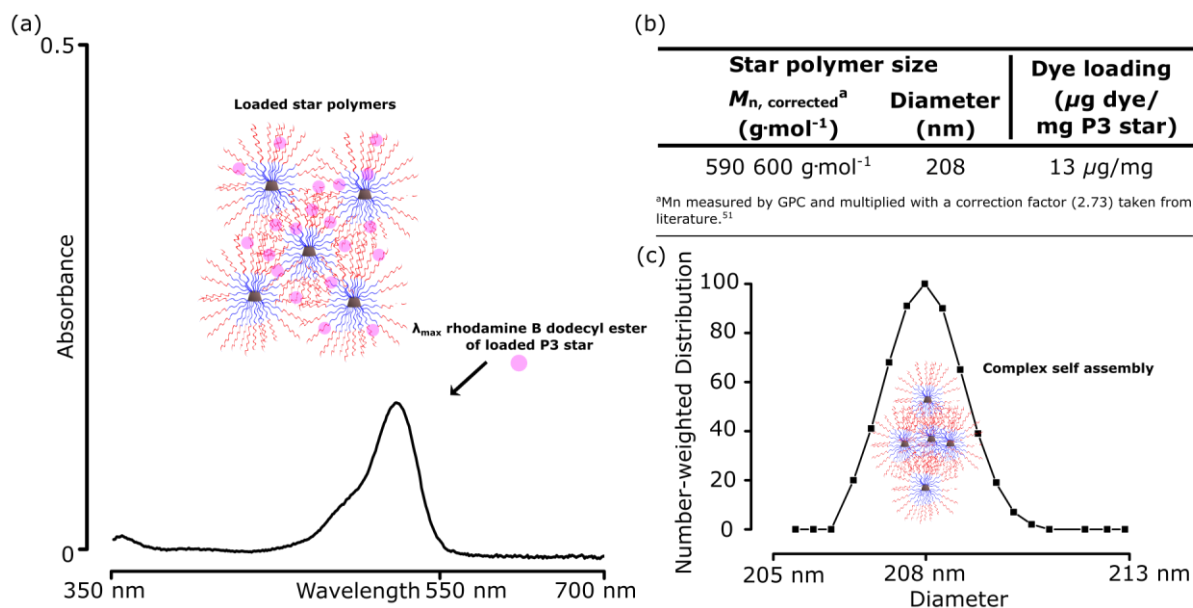 (a)
0.5
Absorbance
0
Loaded star polymers
λmax rhodamine B dodecyl ester
of loaded P3 star
350 nm
Wavelength
550 nm
700 nm
(b)
Star polymer size
Dye loading
Mn, correctedᵃ
(g·mol⁻¹)
Diameter
(nm)
(µg dye/
mg P3 star)
590 600 g·mol⁻¹
208
13 µg/mg
ᵃMn measured by GPC and multiplied with a correction factor (2.73) taken from
literature.⁵¹
(c)
Number-weighted Distribution
100
80
60
40
20
0
Complex self assembly
205 nm
208 nm
213 nm
Diameter